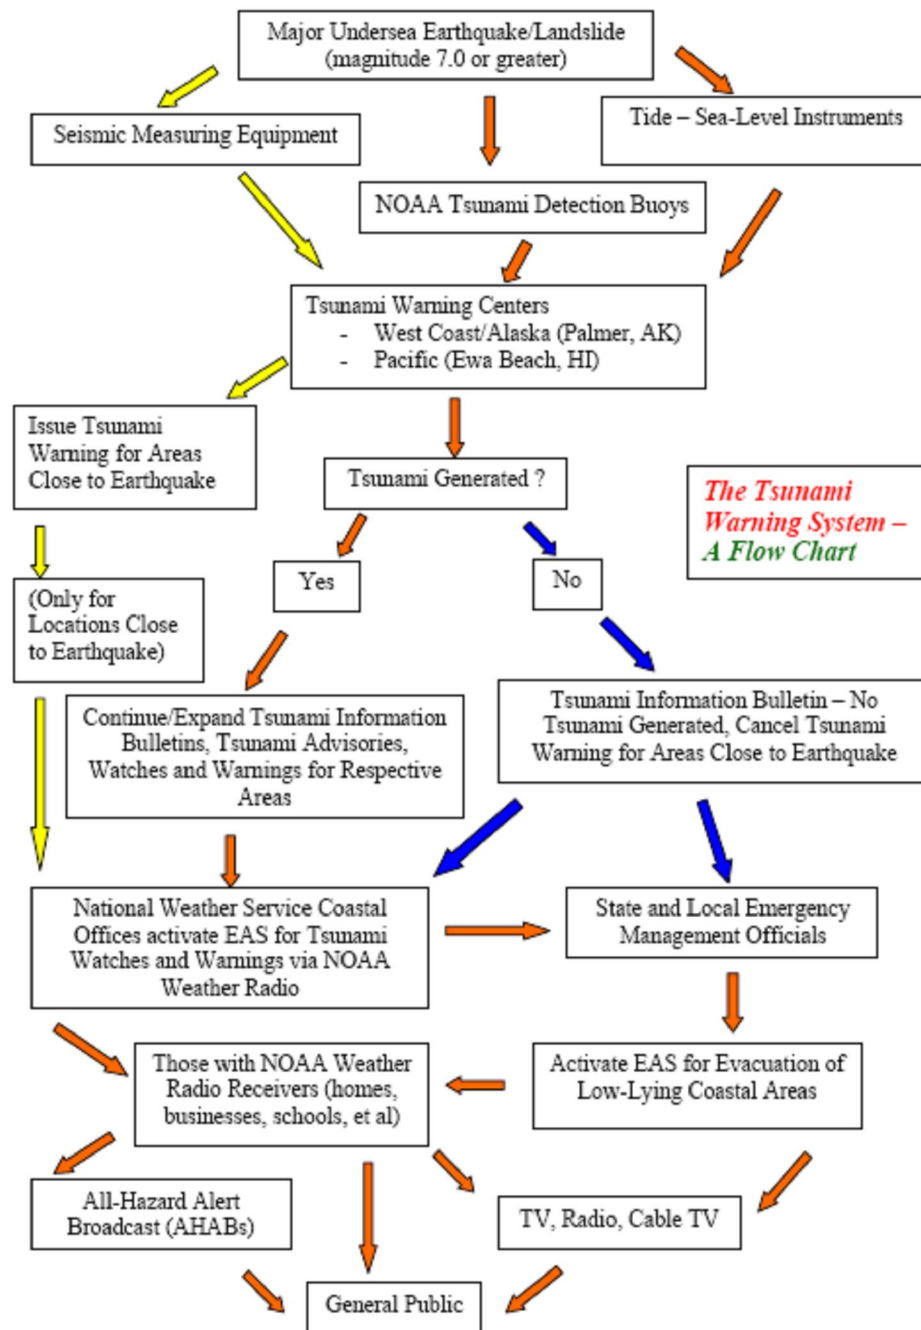 Major Undersea Earthquake/Landslide
(magnitude 7.0 or greater)
Seismic Measuring Equipment
Tide – Sea-Level Instruments
NOAA Tsunami Detection Buoys
Tsunami Warning Centers
- West Coast/Alaska (Palmer, AK)
- Pacific (Ewa Beach, HI)
Issue Tsunami
Warning for Areas
Close to Earthquake
Tsunami Generated ?
The Tsunami
Warning System –
A Flow Chart
Yes
No
(Only for
Locations Close
to Earthquake)
Continue/Expand Tsunami Information
Bulletins, Tsunami Advisories,
Watches and Warnings for Respective
Areas
Tsunami Information Bulletin – No
Tsunami Generated, Cancel Tsunami
Warning for Areas Close to Earthquake
National Weather Service Coastal
Offices activate EAS for Tsunami
Watches and Warnings via NOAA
Weather Radio
State and Local Emergency
Management Officials
Those with NOAA Weather
Radio Receivers (homes,
businesses, schools, et al)
Activate EAS for Evacuation of
Low-Lying Coastal Areas
All-Hazard Alert
Broadcast (AHABs)
TV, Radio, Cable TV
General Public